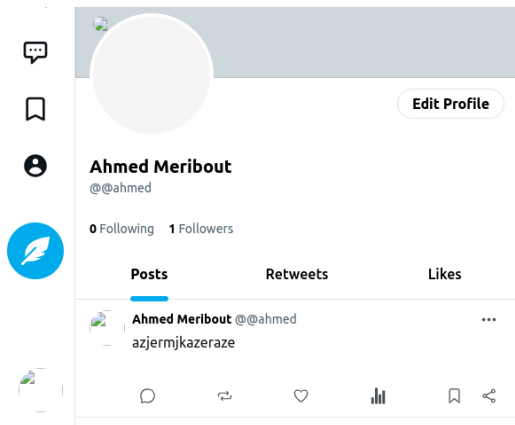 Edit Profile
Ahmed Meribout
@@ahmed
0 Following 1 Followers
Posts Retweets Likes
Ahmed Meribout @@ahmed
azjermjkazeraze